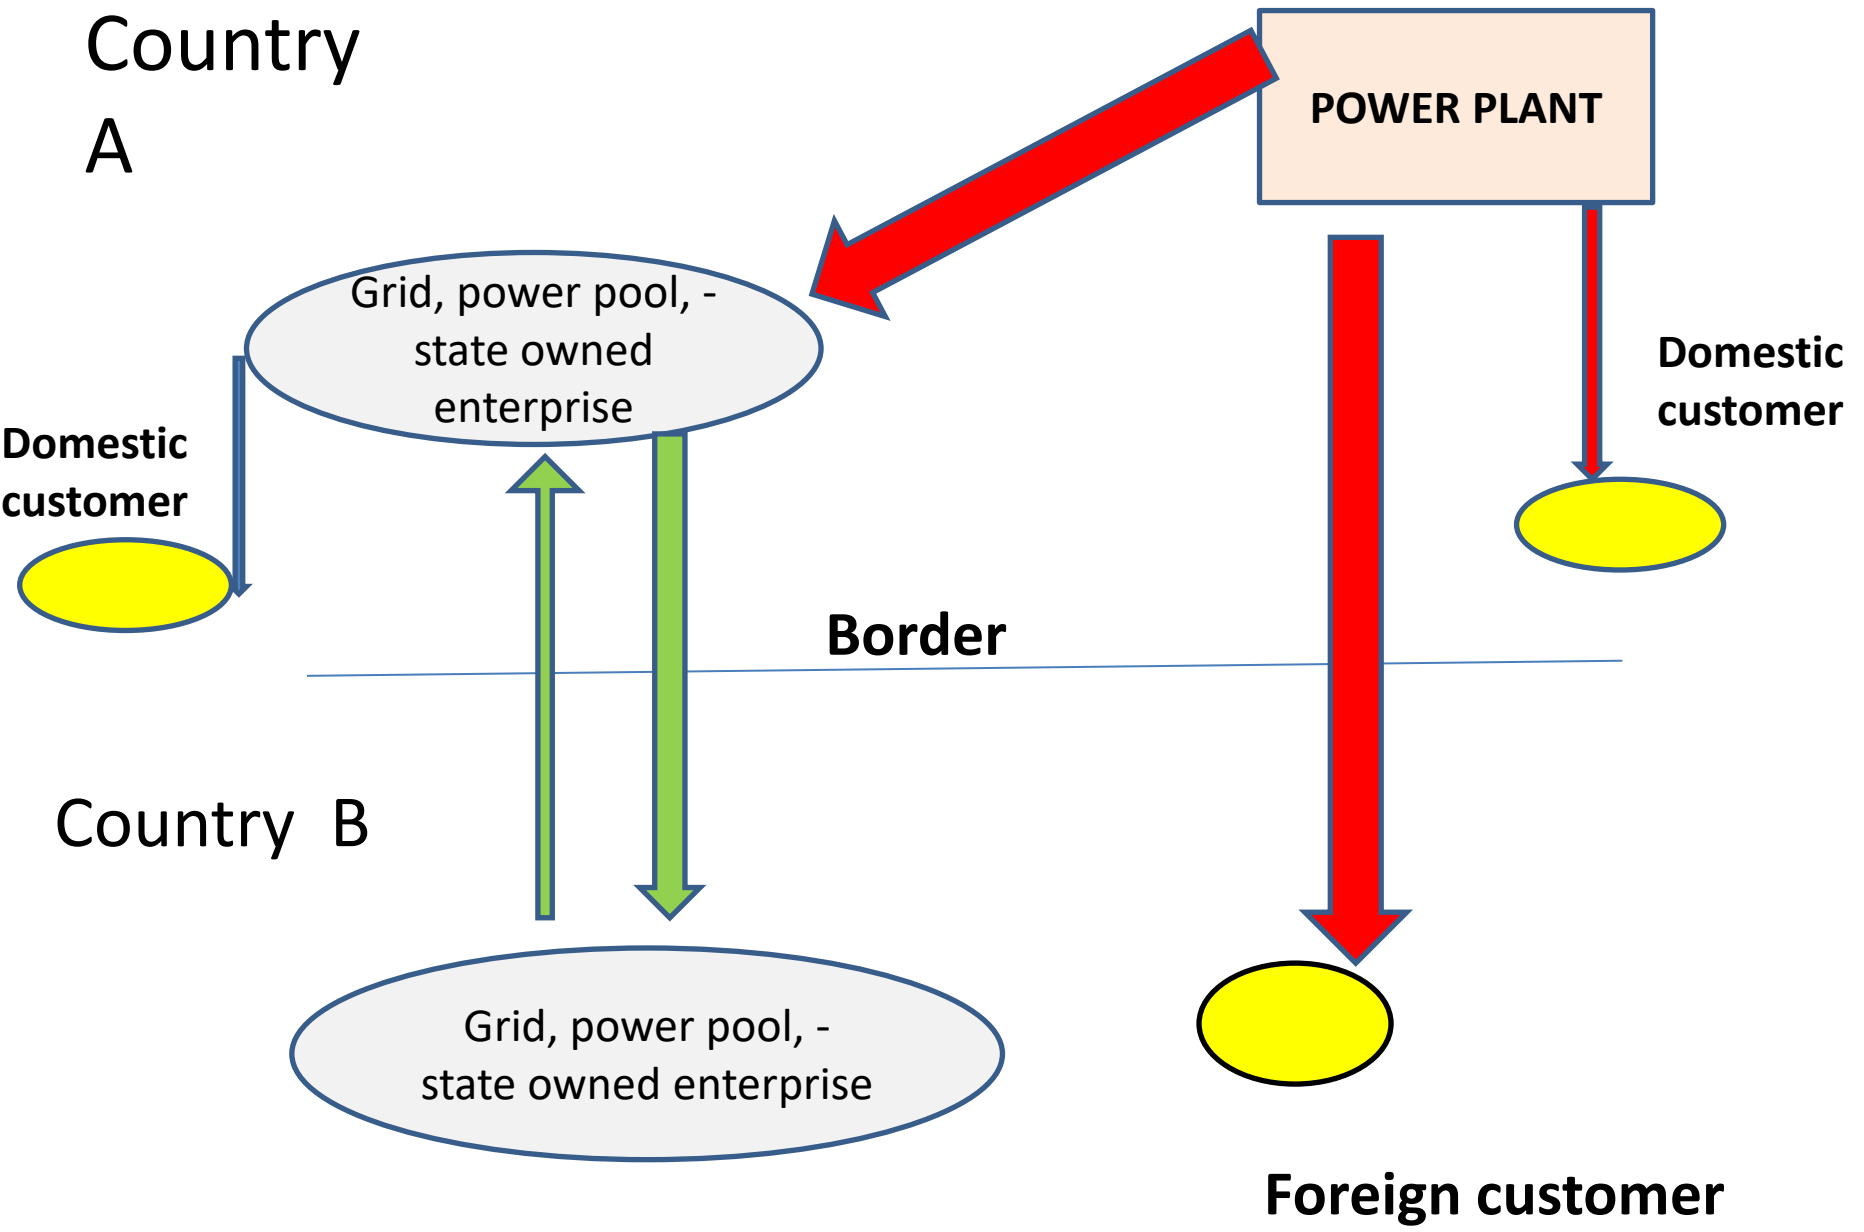 Country
A
POWER PLANT
Grid, power pool, -
state owned
enterprise
Domestic
customer
Domestic
customer
Border
Country B
Grid, power pool, -
state owned enterprise
Foreign customer